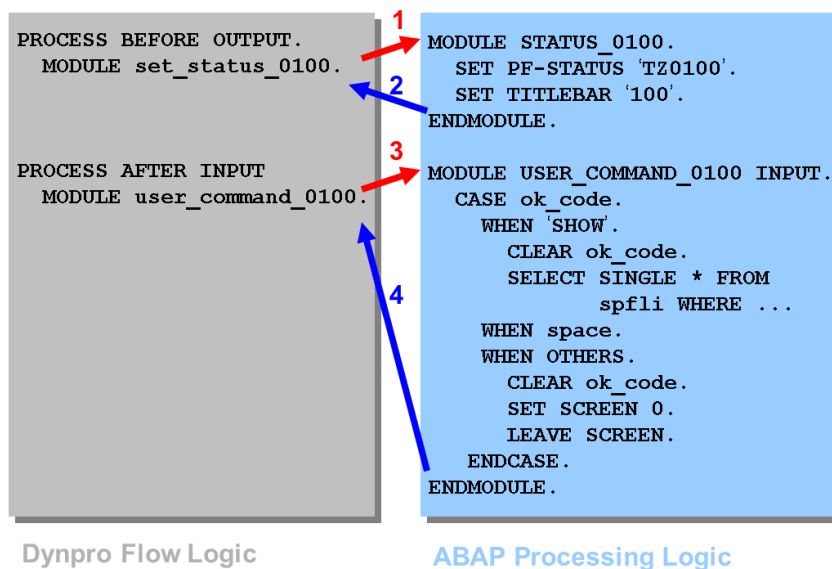 PROCESS BEFORE OUTPUT.
MODULE set_status_0100.
PROCESS AFTER INPUT
MODULE user_command_0100.
1
2
3
4
MODULE STATUS_0100.
SET PF-STATUS ‘TZ0100’.
SET TITLEBAR ‘100’.
ENDMODULE.
MODULE USER_COMMAND_0100 INPUT.
CASE ok_code.
WHEN ‘SHOW’.
CLEAR ok_code.
SELECT SINGLE * FROM
spfli WHERE ...
WHEN space.
WHEN OTHERS.
CLEAR ok_code.
SET SCREEN 0.
LEAVE SCREEN.
ENDCASE.
ENDMODULE.
Dynpro Flow Logic
ABAP Processing Logic